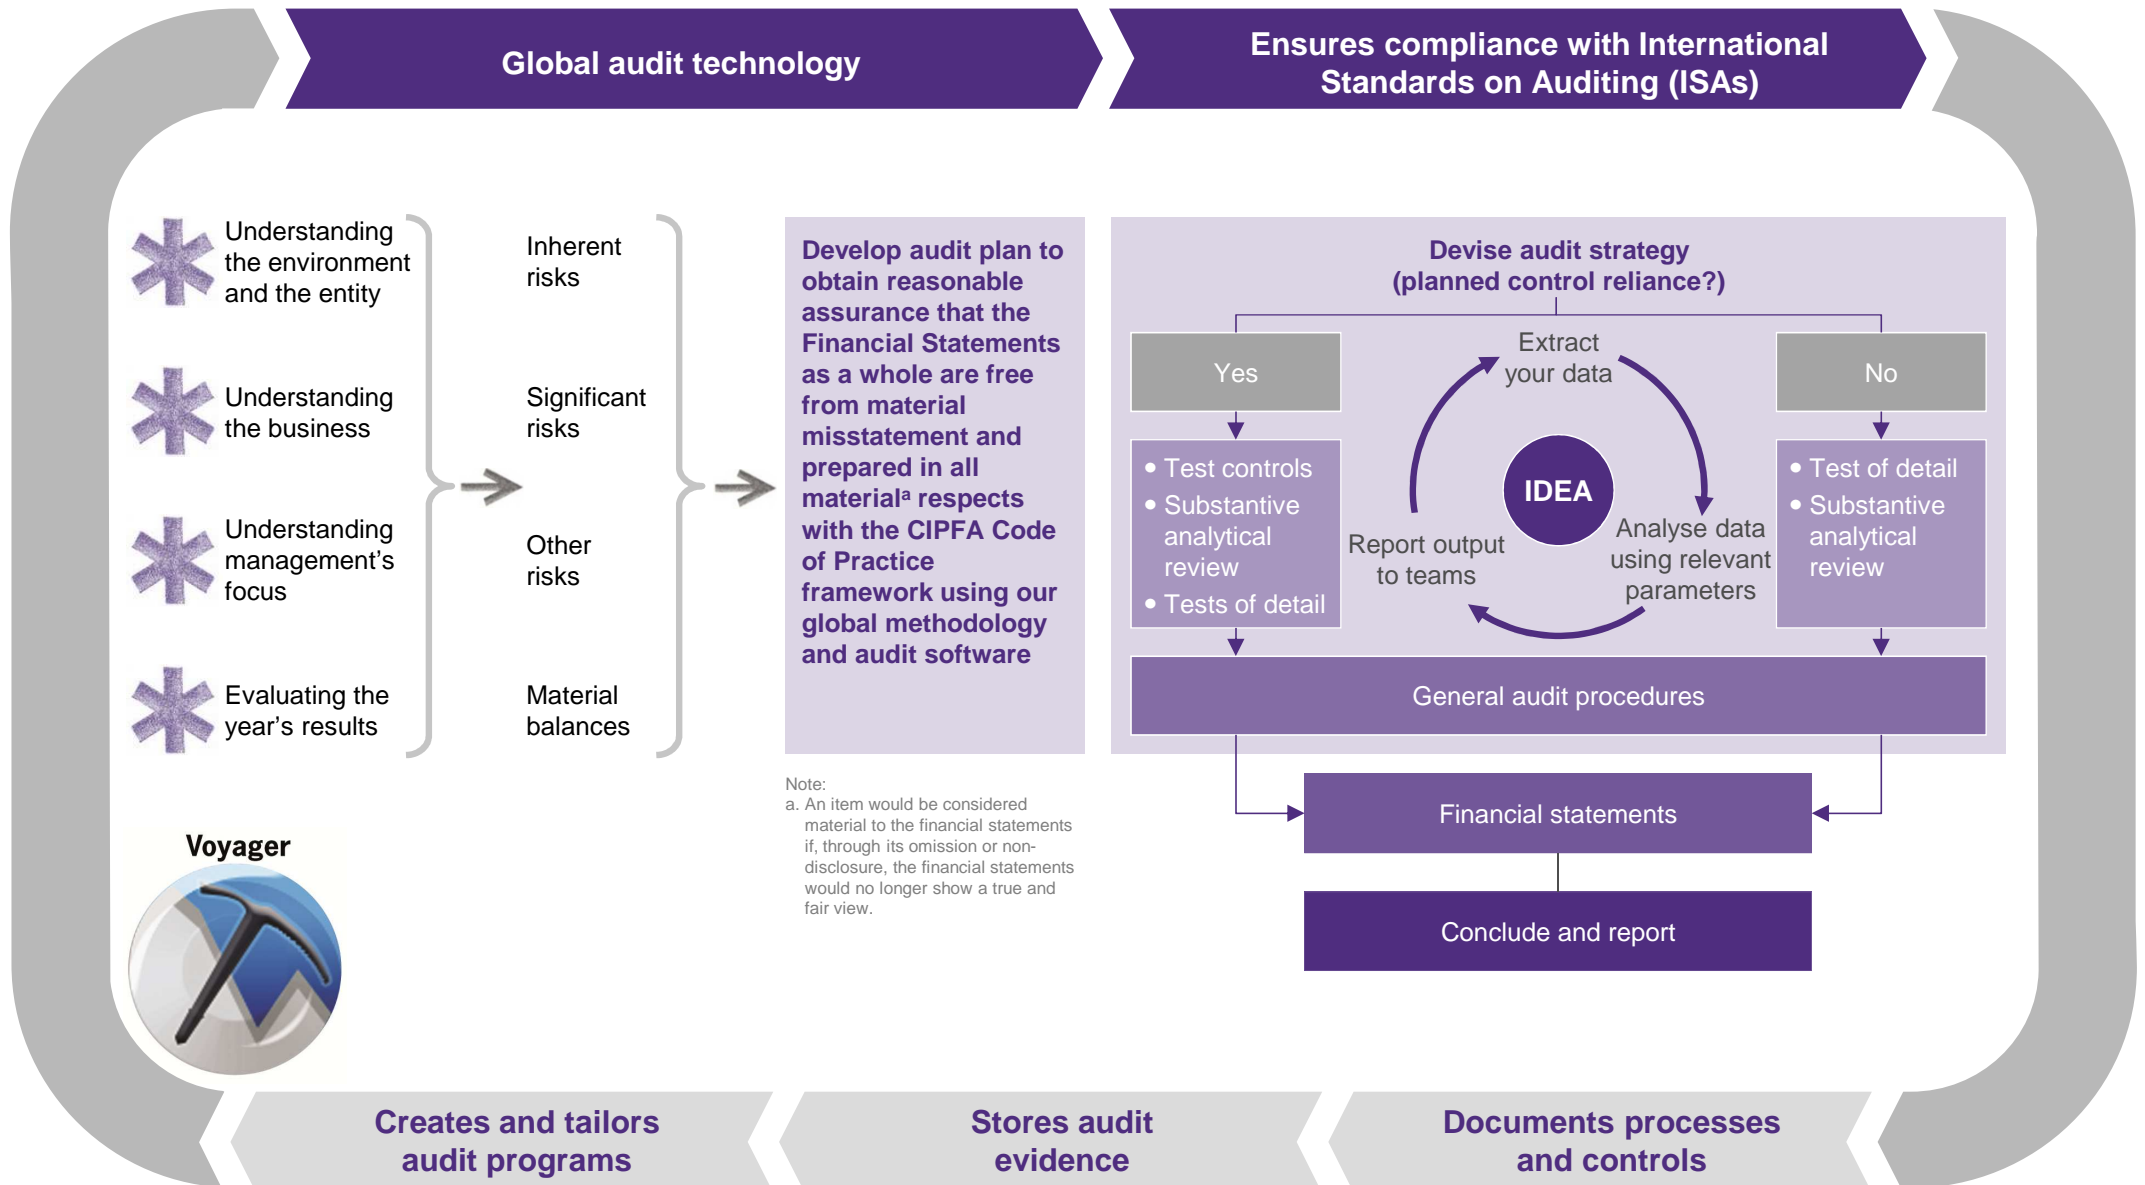 Global audit technology
Ensures compliance with International
Standards on Auditing (ISAs)
Understanding
the environment
and the entity
Understanding
the business
Understanding
management's
focus
Evaluating the
year's results
Inherent
risks
Significant
risks
Other
risks
Material
balances
Develop audit plan to
obtain reasonable
assurance that the
Financial Statements
as a whole are free
from material
misstatement and
prepared in all
materialᵃ respects
with the CIPFA Code
of Practice
framework using our
global methodology
and audit software
Note:
a. An item would be considered
material to the financial statements
if, through its omission or non-
disclosure, the financial statements
would no longer show a true and
fair view.
Devise audit strategy
(planned control reliance?)
Yes
• Test controls
• Substantive
analytical
review
• Tests of detail
Extract
your data
IDEA
Analyse data
using relevant
parameters
Report output
to teams
No
• Test of detail
• Substantive
analytical
review
General audit procedures
Financial statements
Conclude and report
Voyager
Creates and tailors
audit programs
Stores audit
evidence
Documents processes
and controls